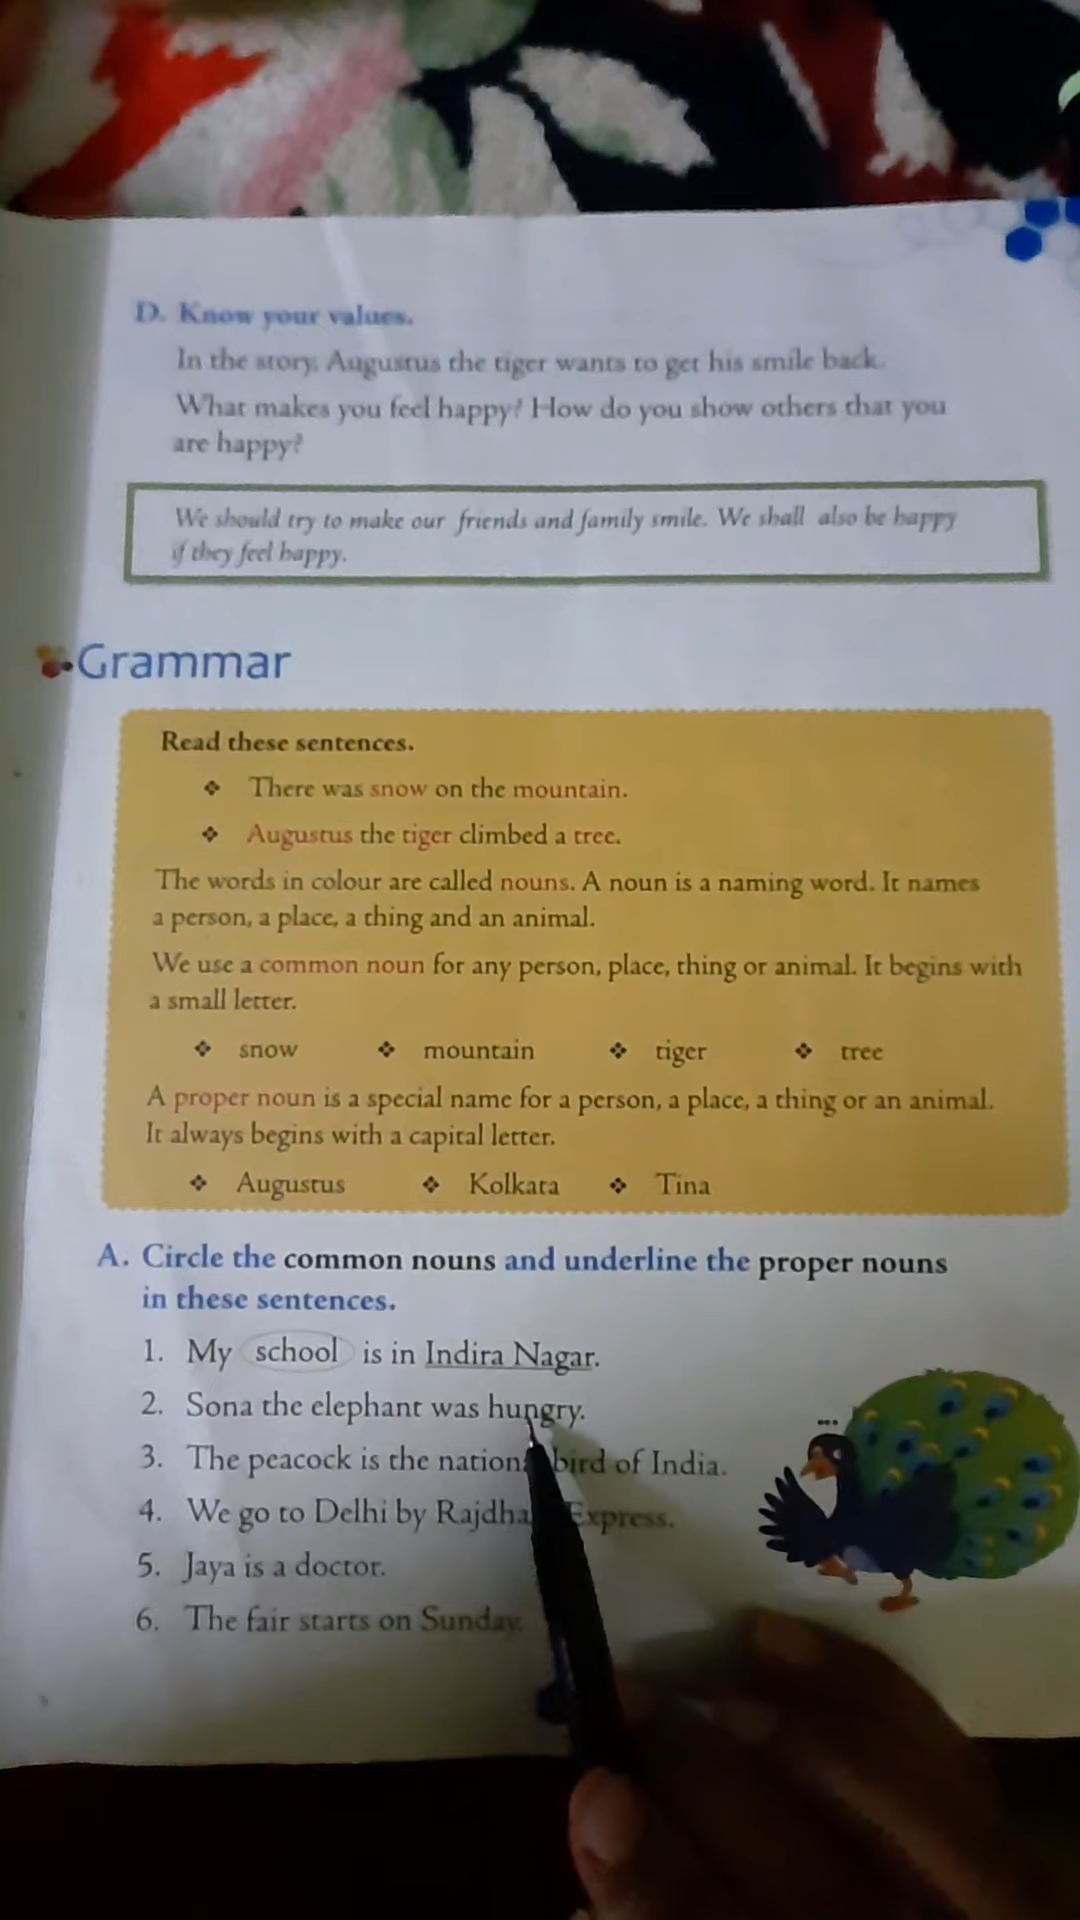 D. Know your values.
In the story, Augustus the tiger wants to get his smile back.
What makes you feel happy? How do you show others that you
are happy?
We should try to make our friends and family smile. We shall also be happy
if they feel happy.
Grammar
Read these sentences.
❖ There was snow on the mountain.
❖ Augustus the tiger climbed a tree.
The words in colour are called nouns. A noun is a naming word. It names
a person, a place, a thing and an animal.
We use a common noun for any person, place, thing or animal. It begins with
a small letter.
❖ snow ❖ mountain ❖ tiger ❖ tree
A proper noun is a special name for a person, a place, a thing or an animal.
It always begins with a capital letter.
❖ Augustus ❖ Kolkata ❖ Tina
A. Circle the common nouns and underline the proper nouns
in these sentences.
1. My school is in Indira Nagar.
2. Sona the elephant was hungry.
3. The peacock is the nation bird of India.
4. We go to Delhi by Rajdha Express.
5. Jaya is a doctor.
6. The fair starts on Sunday.